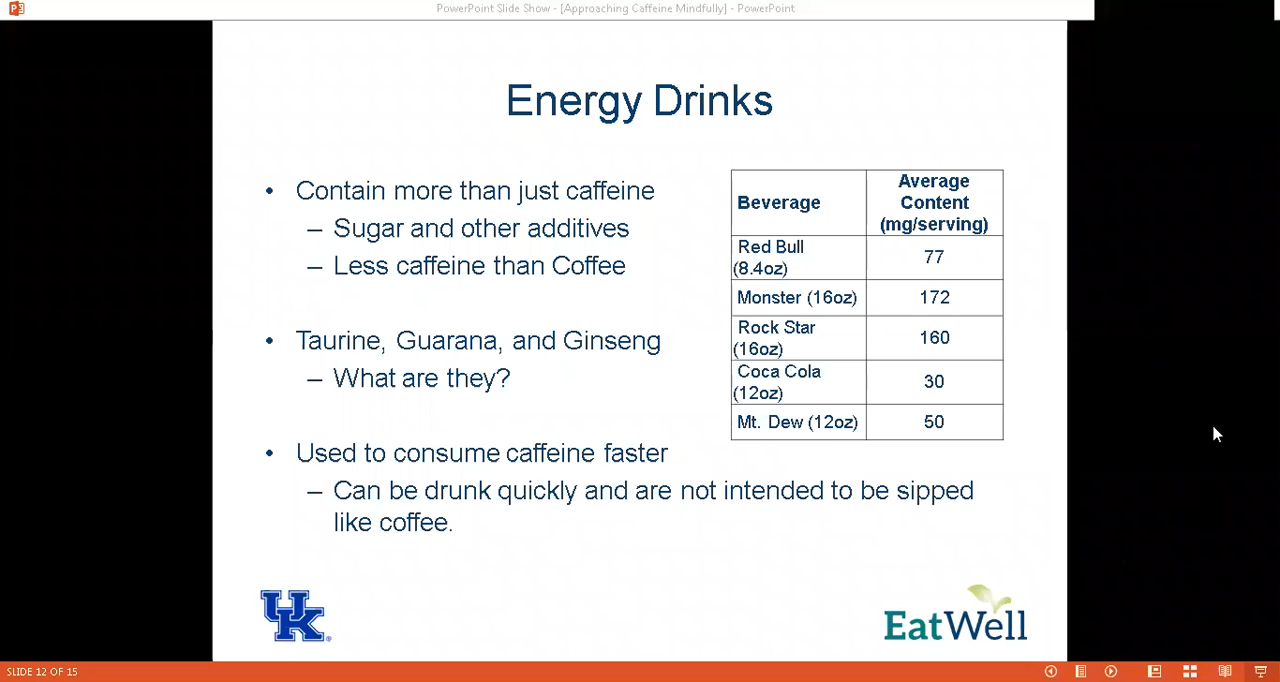 PowerPoint Slide Show - [Approaching Caffeine Mindfully] - PowerPoint
Energy Drinks
• Contain more than just caffeine
– Sugar and other additives
– Less caffeine than Coffee
• Taurine, Guarana, and Ginseng
– What are they?
• Used to consume caffeine faster
– Can be drunk quickly and are not intended to be sipped
like coffee.
Beverage
Average
Content
(mg/serving)
Red Bull
(8.4oz)
77
Monster (16oz)
172
Rock Star
(16oz)
160
Coca Cola
(12oz)
30
Mt. Dew (12oz)
50
UK
EatWell
SLIDE 12 OF 15